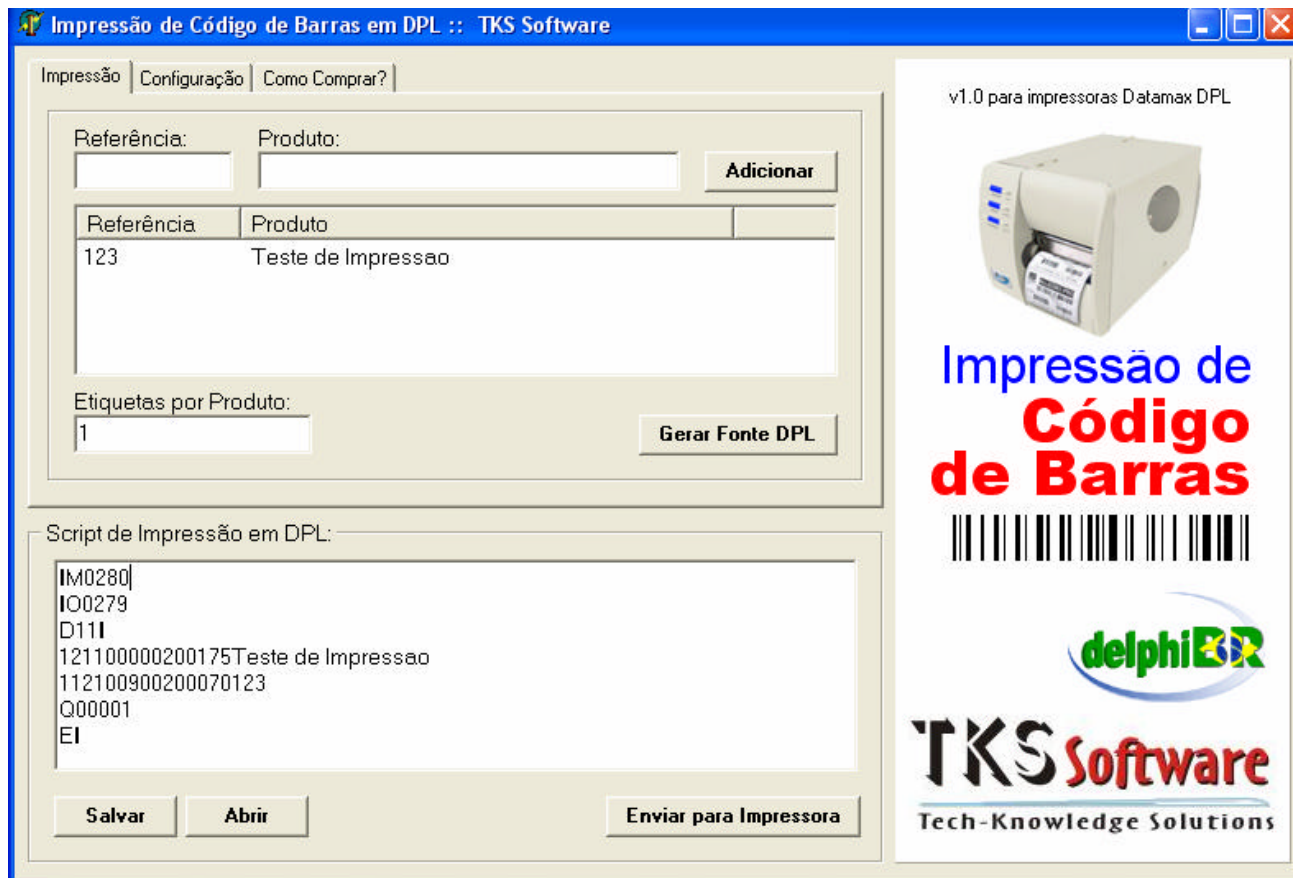 Impressão de Código de Barras em DPL :: TKS Software
Impressão Configuração Como Comprar?
Referência: Produto:
Adicionar
Referência Produto
123 Teste de Impressao
Etiquetas por Produto:
1
Gerar Fonte DPL
Script de Impressão em DPL:
IM0280
IO0279
D11I
121100000200175Teste de Impressao
112100900200070123
Q00001
EI
Salvar Abrir Enviar para Impressora
v1.0 para impressoras Datamax DPL
Impressão de
Código
de Barras
delphiBR
TKS Software
Tech-Knowledge Solutions